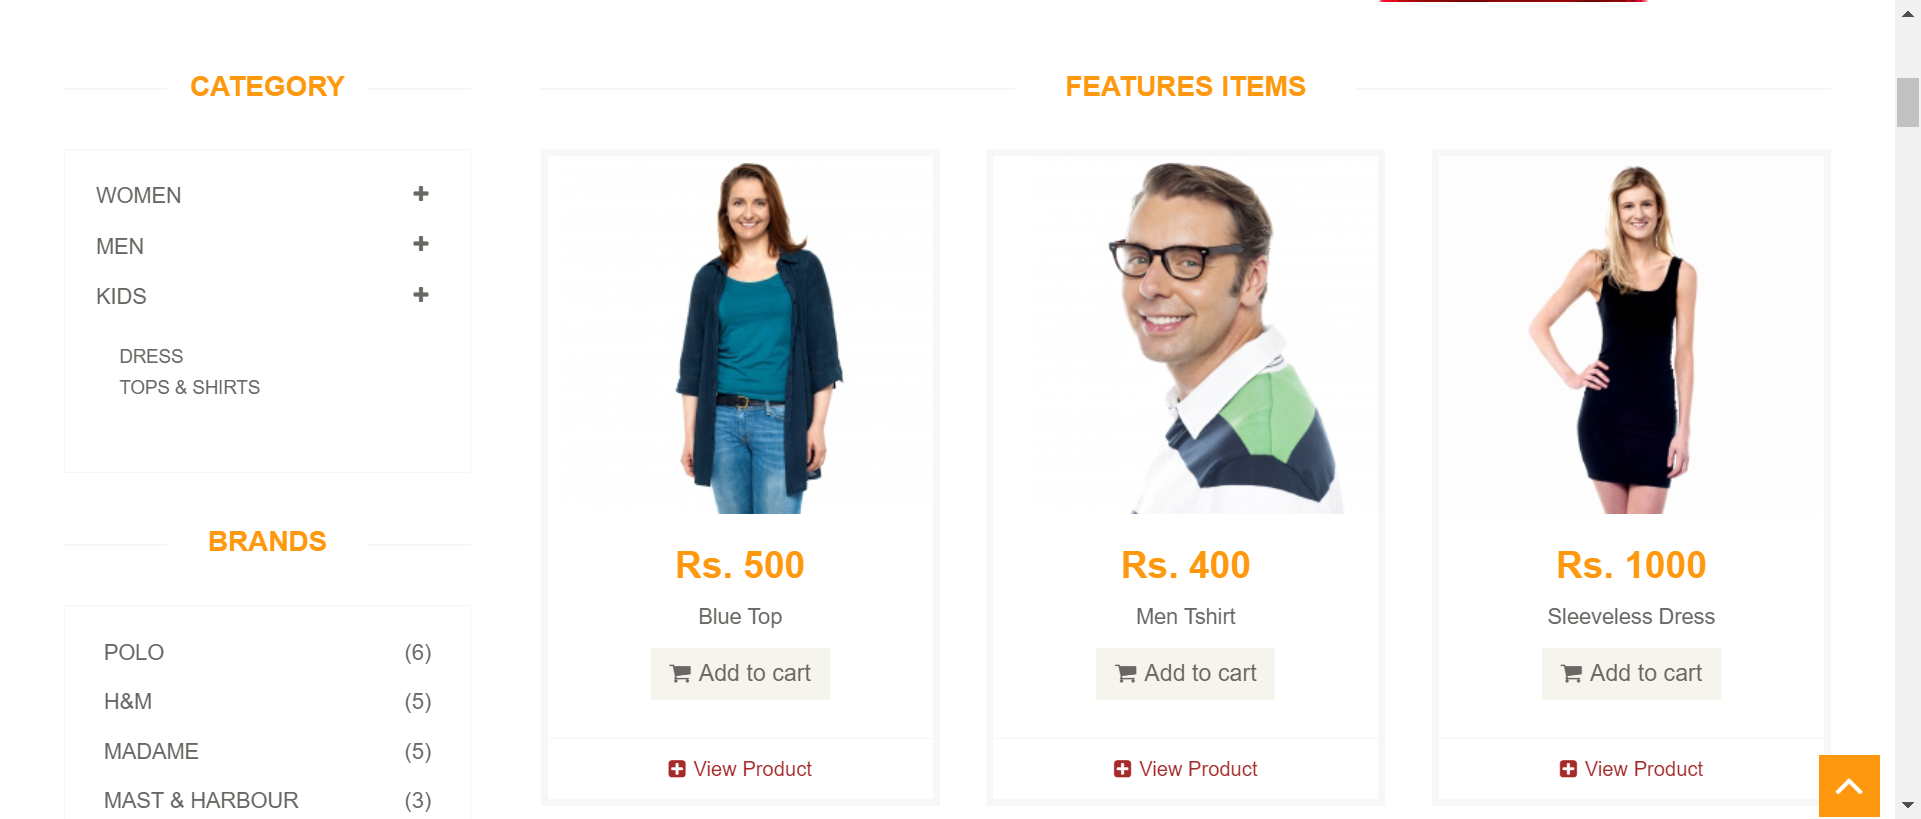 CATEGORY
WOMEN
MEN
KIDS
DRESS
TOPS & SHIRTS
BRANDS
POLO (6)
H&M (5)
MADAME (5)
MAST & HARBOUR (3)
FEATURES ITEMS
Rs. 500
Blue Top
Add to cart
View Product
Rs. 400
Men Tshirt
Add to cart
View Product
Rs. 1000
Sleeveless Dress
Add to cart
View Product